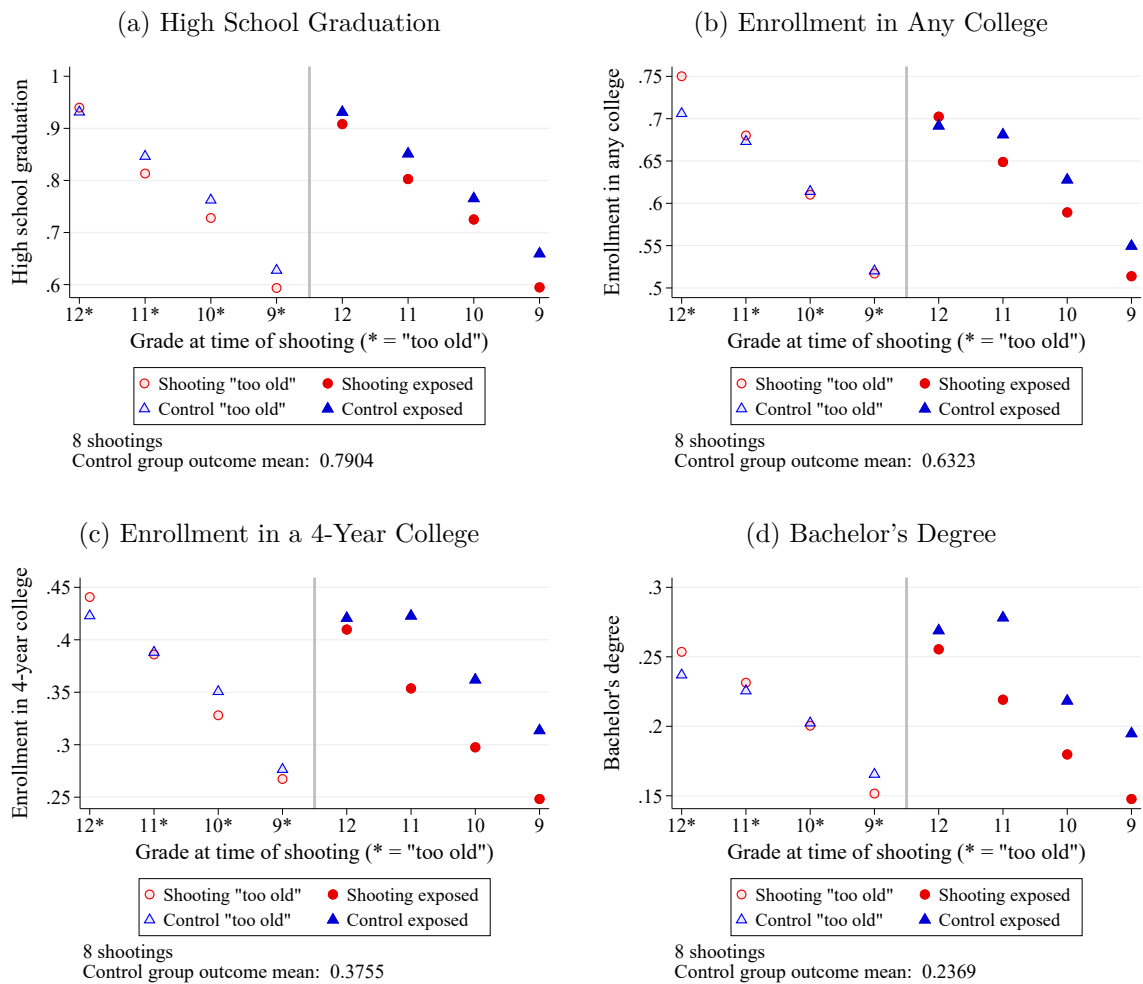 (a) High School Graduation
High school graduation
1
.9
.8
.7
.6
12* 11* 10* 9* 12 11 10 9
Grade at time of shooting (* = "too old")
Shooting "too old" Shooting exposed
Control "too old" Control exposed
8 shootings
Control group outcome mean: 0.7904
(b) Enrollment in Any College
Enrollment in any college
.75
.7
.65
.6
.55
.5
12* 11* 10* 9* 12 11 10 9
Grade at time of shooting (* = "too old")
Shooting "too old" Shooting exposed
Control "too old" Control exposed
8 shootings
Control group outcome mean: 0.6323
(c) Enrollment in a 4-Year College
Enrollment in 4-year college
.45
.4
.35
.3
.25
12* 11* 10* 9* 12 11 10 9
Grade at time of shooting (* = "too old")
Shooting "too old" Shooting exposed
Control "too old" Control exposed
8 shootings
Control group outcome mean: 0.3755
(d) Bachelor's Degree
Bachelor's degree
.3
.25
.2
.15
12* 11* 10* 9* 12 11 10 9
Grade at time of shooting (* = "too old")
Shooting "too old" Shooting exposed
Control "too old" Control exposed
8 shootings
Control group outcome mean: 0.2369